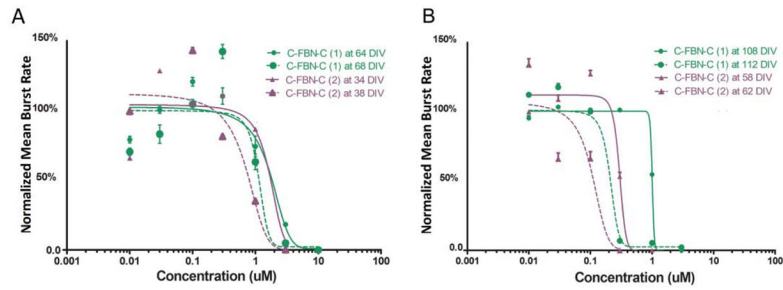 A
B
150%
100%
50%
0.0
Normalized Mean Burst Rate
C-FBN-C (1) at 64 DIV
C-FBN-C (1) at 68 DIV
C-FBN-C (2) at 34 DIV
C-FBN-C (2) at 38 DIV
0.001 0.01 0.1 1 10 100
Concentration (uM)
150%
100%
50%
0.0
Normalized Mean Burst Rate
C-FBN-C (1) at 108 DIV
C-FBN-C (1) at 112 DIV
C-FBN-C (2) at 58 DIV
C-FBN-C (2) at 62 DIV
0.001 0.01 0.1 1 10 100
Concentration (uM)